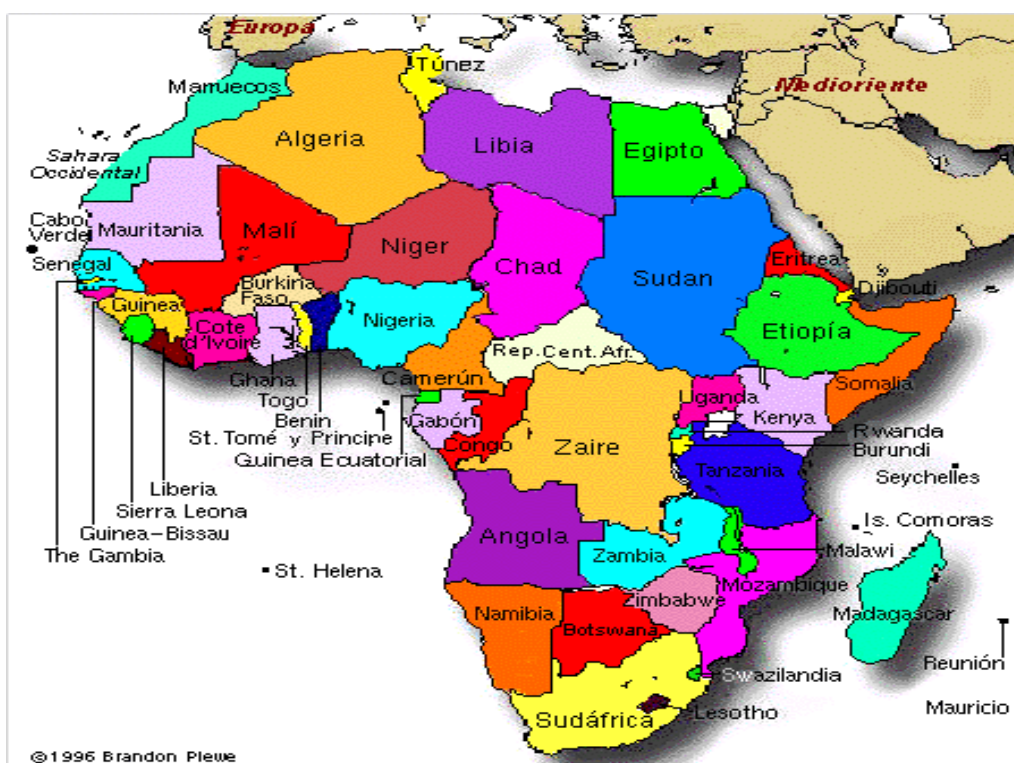 Europa
Túnez
Marruecos
Medioriente
Algeria
Libia
Egipto
Sahara
Occidental
Cabo
Verde
Mauritania
Malí
Niger
Chad
Sudan
Eritrea
Senegal
Djibouti
Burkina
Faso
Guinea
Nigeria
Etiopía
Cote
d'Ivoire
Rep.Cent.Afr.
Ghana
Camerún
Somalia
Togo
Uganda
Kenya
Benin
Gabón
St. Tomé y Principe
Congo
Zaire
Rwanda
Guinea Ecuatorial
Burundi
Tanzania
Seychelles
Liberia
Sierra Leona
Guinea-Bissau
The Gambia
Angola
Is. Comoras
Zambia
Malawi
St. Helena
Mozambique
Zimbabwe
Namibia
Botswana
Madagascar
Reunión
Swazilandia
Lesotho
Mauricio
Sudáfrica
©1996 Brandon Plewe